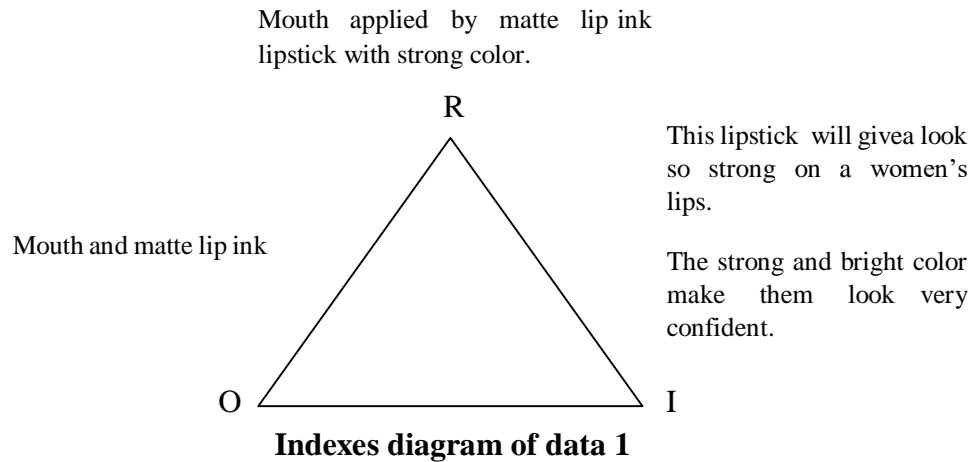 Mouth applied by matte lip ink
lipstick with strong color.
R
This lipstick will givea look
so strong on a women's
lips.
Mouth and matte lip ink
The strong and bright color
make them look very
confident.
O
I
Indexes diagram of data 1